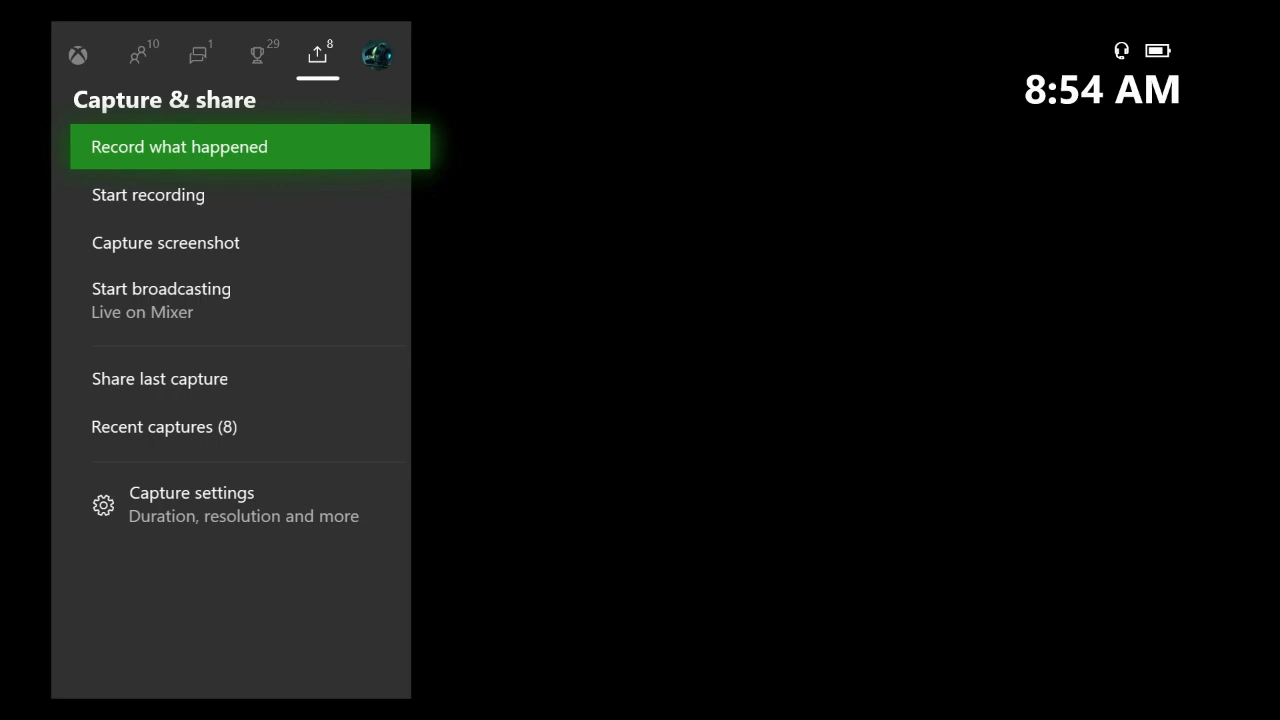 10
1
29
8
8:54 AM
Capture & share
Record what happened
Start recording
Capture screenshot
Start broadcasting
Live on Mixer
Share last capture
Recent captures (8)
Capture settings
Duration, resolution and more